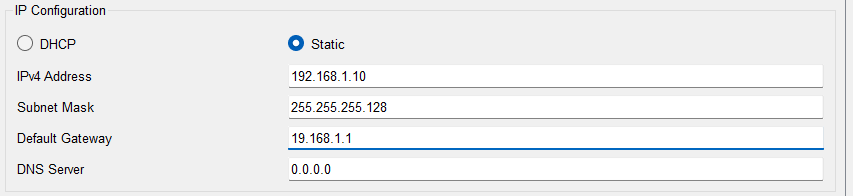 IP Configuration
DHCP Static
IPv4 Address 192.168.1.10
Subnet Mask 255.255.255.128
Default Gateway 19.168.1.1
DNS Server 0.0.0.0